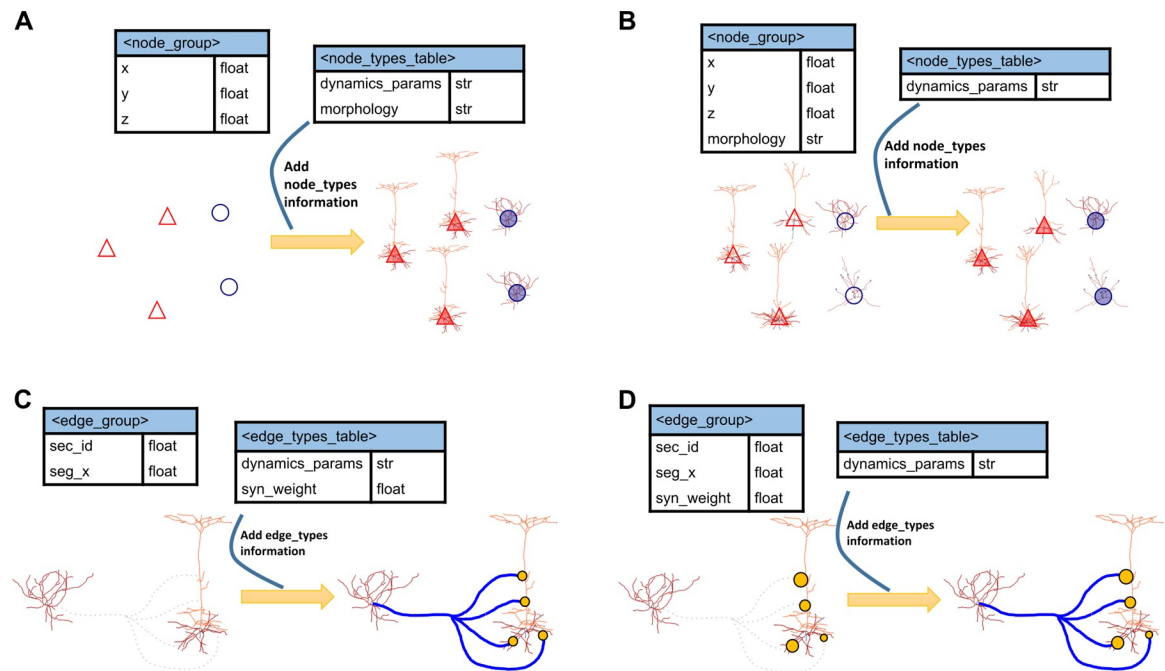 A
<node_group>
x float
y float
z float
<node_types_table>
dynamics_params str
morphology str
Add
node_types
information
B
<node_group>
x float
y float
z float
morphology str
<node_types_table>
dynamics_params str
Add node_types
information
C
<edge_group>
sec_id float
seg_x float
<edge_types_table>
dynamics_params str
syn_weight float
Add edge_types
information
D
<edge_group>
sec_id float
seg_x float
syn_weight float
<edge_types_table>
dynamics_params str
Add edge_types
information